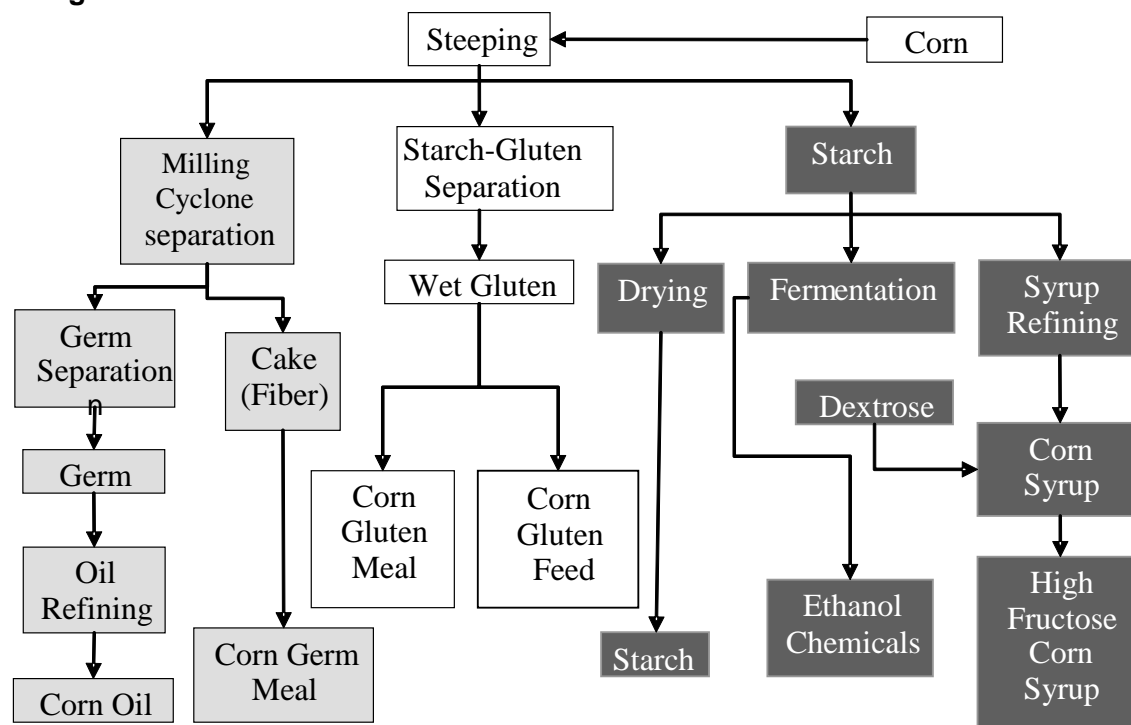 Steeping
Corn
Milling
Cyclone
separation
Starch-Gluten
Separation
Starch
Wet Gluten
Drying
Fermentation
Syrup
Refining
Germ
Separation
n
Cake
(Fiber)
Dextrose
Germ
Corn
Gluten
Meal
Corn
Gluten
Feed
Corn
Syrup
Oil
Refining
Corn Germ
Meal
Starch
Ethanol
Chemicals
High
Fructose
Corn
Syrup
Corn Oil